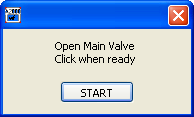 Open Main Valve
Click when ready
START